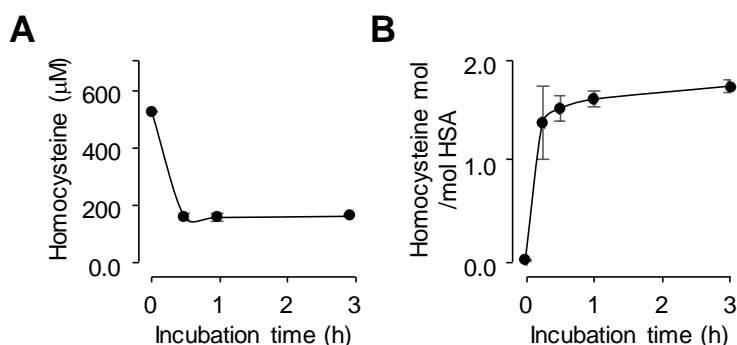 A
Homocysteine (μM)
600
400
200
0.0
0 1 2 3
Incubation time (h)
B
Homocysteine mol
/mol HSA
2.0
1.0
0.0
0 1 2 3
Incubation time (h)